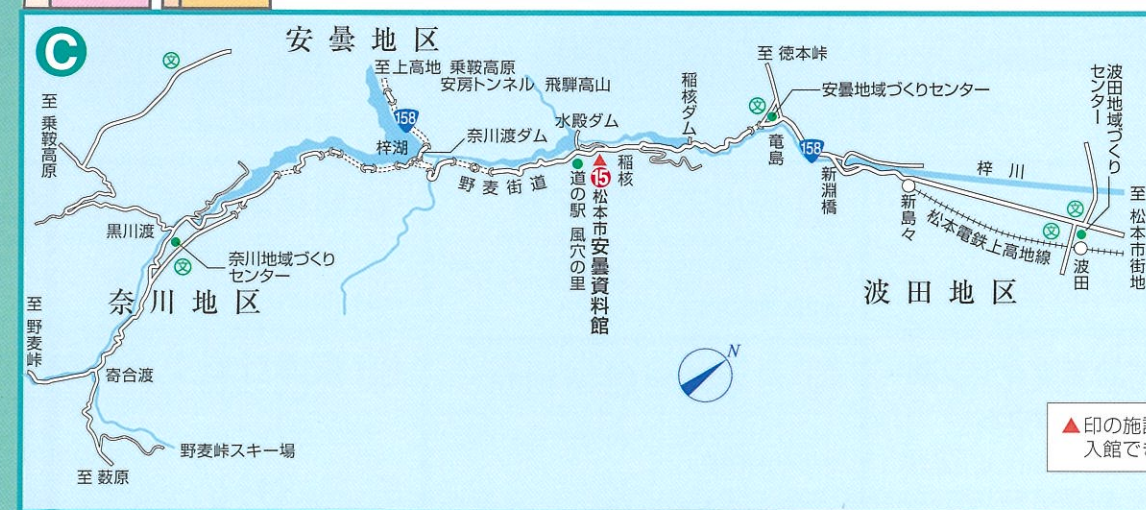 C
安曇地区
至上高地 乗鞍高原
安房トンネル 飛騨高山
158
梓湖
奈川渡ダム
水殿ダム
野麦街道
道の駅 風穴の里
15
松本市安曇資料館
稲核
稲核ダム
至 徳本峠
安曇地域づくりセンター
文
竜島
158
新淵橋
新島々
梓川
松本電鉄上高地線
波田地域づくり
センター
文
文
波田
至 松本市街地
波田地区
文
至 乗鞍高原
黒川渡
奈川地域づくり
センター
文
奈川地区
至 野麦峠
寄合渡
野麦峠スキー場
至 薮原
N
▲印の施設
入館でき